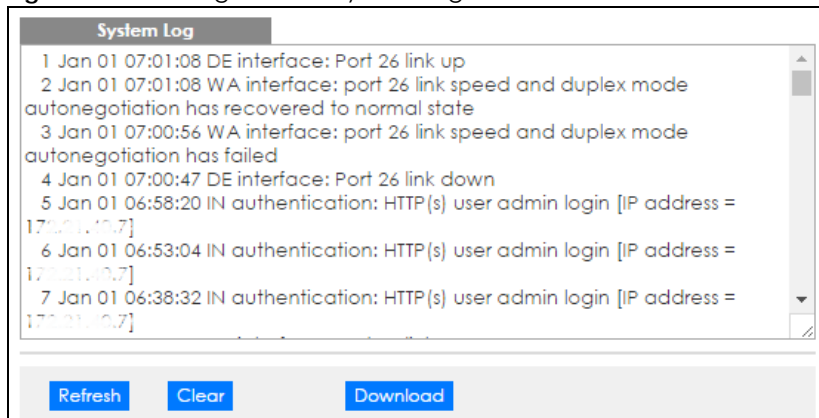 System Log
1 Jan 01 07:01:08 DE interface: Port 26 link up
2 Jan 01 07:01:08 WA interface: port 26 link speed and duplex mode
autonegotiation has recovered to normal state
3 Jan 01 07:00:56 WA interface: port 26 link speed and duplex mode
autonegotiation has failed
4 Jan 01 07:00:47 DE interface: Port 26 link down
5 Jan 01 06:58:20 IN authentication: HTTP(s) user admin login [IP address =
6 Jan 01 06:53:04 IN authentication: HTTP(s) user admin login [IP address =
7 Jan 01 06:38:32 IN authentication: HTTP(s) user admin login [IP address =
Refresh Clear Download